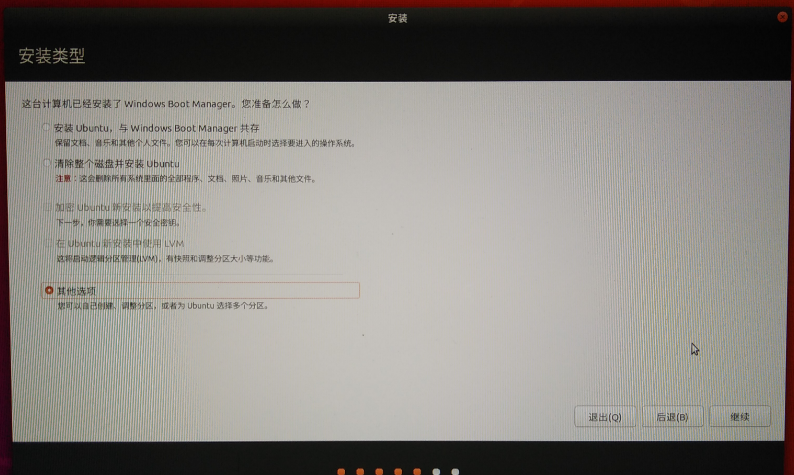 安装
安装类型
这台计算机已经安装了 Windows Boot Manager。您准备怎么做？
安装 Ubuntu，与 Windows Boot Manager 共存
保留文档、音乐和其他个人文件。您可以在每次计算机启动时选择要进入的操作系统。
清除整个磁盘并安装 Ubuntu
注意：这会删除所有系统里面的全部程序、文档、照片、音乐和其他文件。
加密 Ubuntu 新安装以提高安全性。
下一步，你需要选择一个安全密钥。
在 Ubuntu 新安装中使用 LVM
这将启动逻辑分区管理(LVM)，有快照和调整分区大小等功能。
其他选项
您可以自己创建、调整分区，或者为 Ubuntu 选择多个分区。
退出(Q) 后退(B) 继续